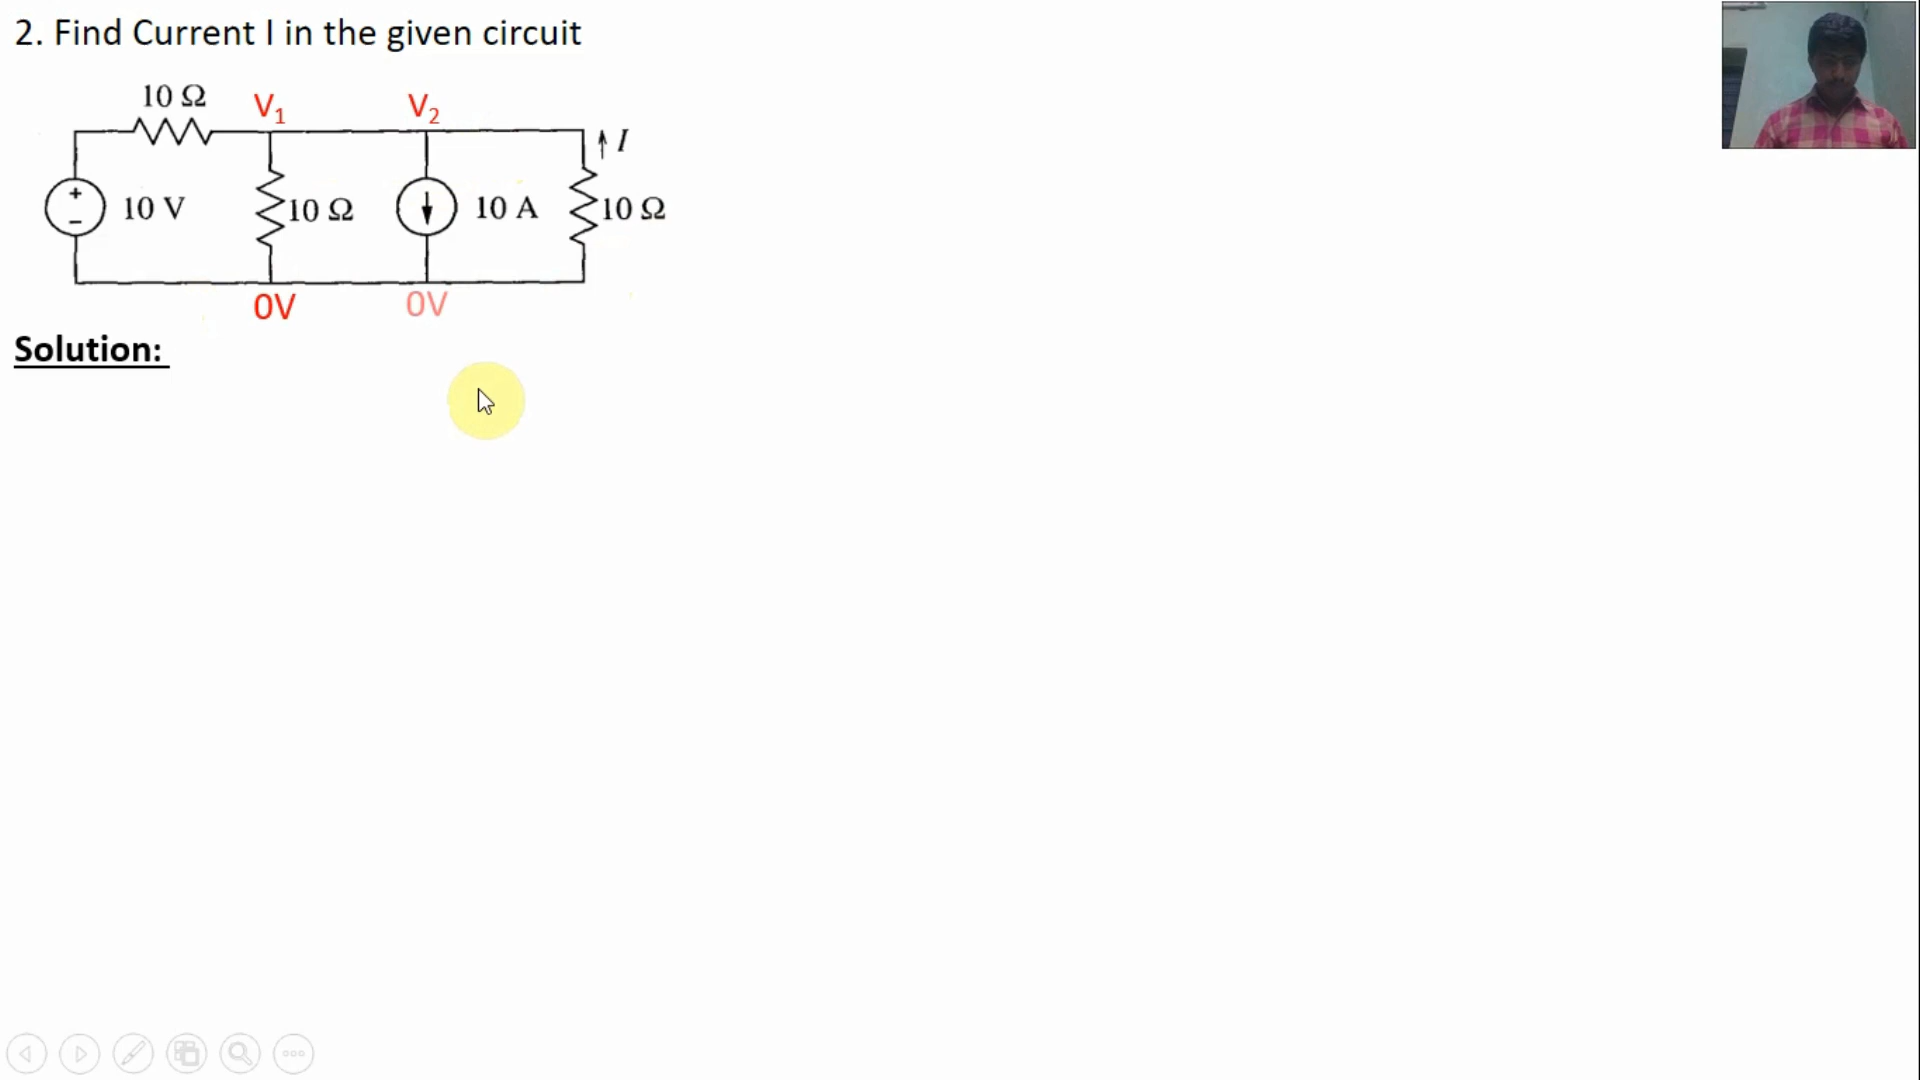 2. Find Current I in the given circuit
10 Ω
V₁
V₂
I
+
−
10 V
10 Ω
10 A
10 Ω
0V
0V
Solution: